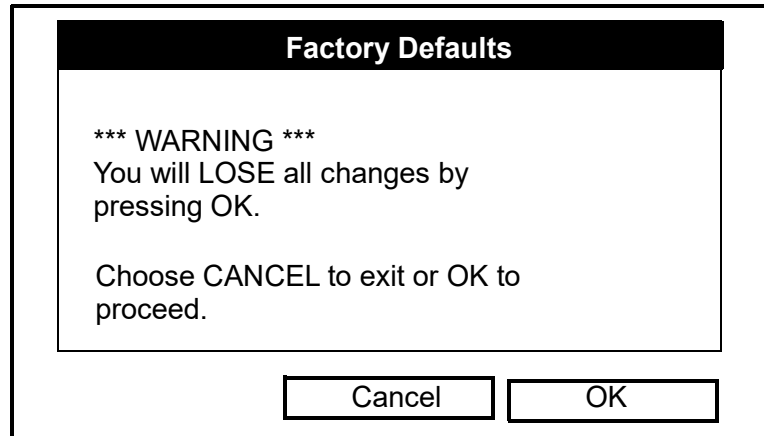 Factory Defaults
*** WARNING ***
You will LOSE all changes by
pressing OK.
Choose CANCEL to exit or OK to
proceed.
Cancel
OK